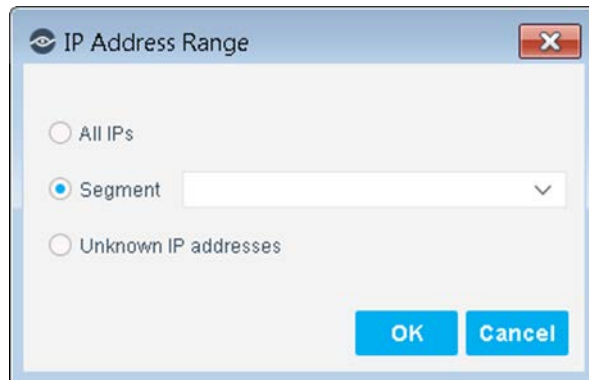 IP Address Range
All IPs
Segment
Unknown IP addresses
OK Cancel